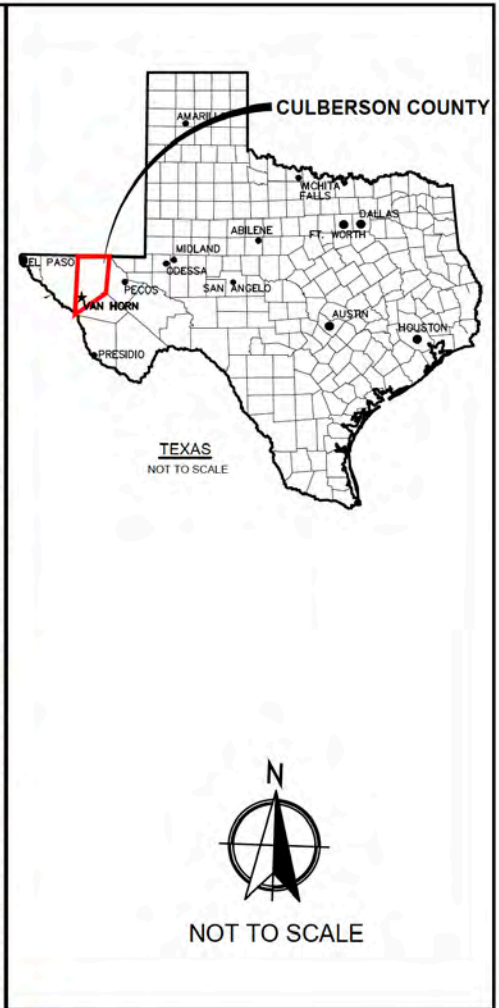 CULBERSON COUNTY
AMARILLO
WICHITA
FALLS
DALLAS
FT. WORTH
ABILENE
MIDLAND
ODESSA
EL PASO
PECOS
SAN ANGELO
VAN HORN
AUSTIN
HOUSTON
PRESIDIO
TEXAS
NOT TO SCALE
N
NOT TO SCALE